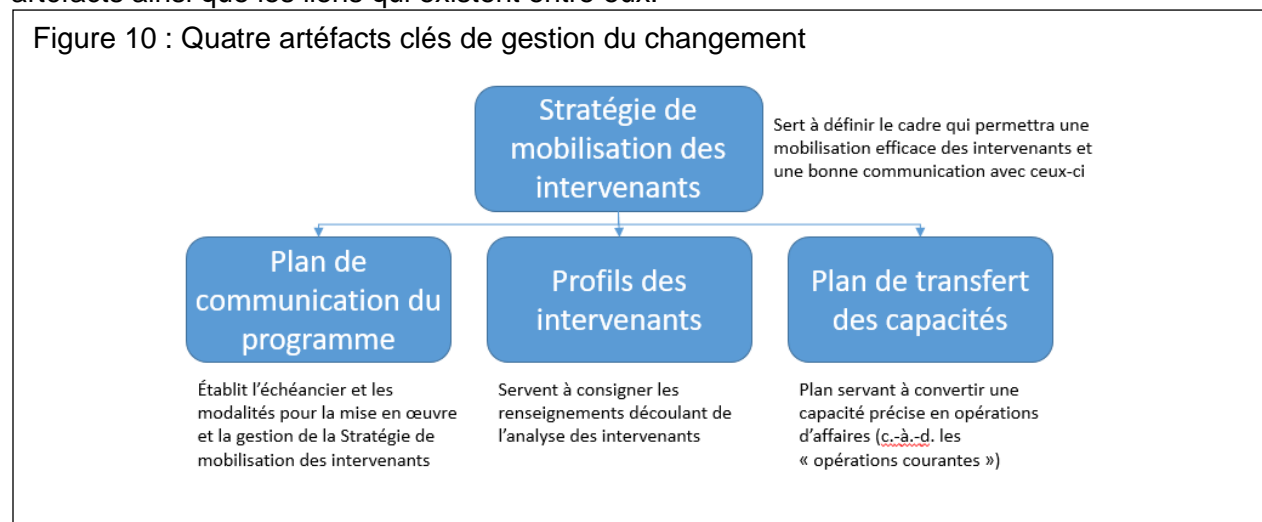 artéfacts ainsi que les liens qui existent entre eux.
Figure 10 : Quatre artéfacts clés de gestion du changement
Stratégie de
mobilisation des
intervenants
Sert à définir le cadre qui permettra une
mobilisation efficace des intervenants et
une bonne communication avec ceux-ci
Plan de
communication du
programme
Établit l’échéancier et les
modalités pour la mise en œuvre
et la gestion de la Stratégie de
mobilisation des intervenants
Profils des
intervenants
Servent à consigner les
renseignements découlant de
l’analyse des intervenants
Plan de transfert
des capacités
Plan servant à convertir une
capacité précise en opérations
d’affaires (c.-à.-d. les
« opérations courantes »)